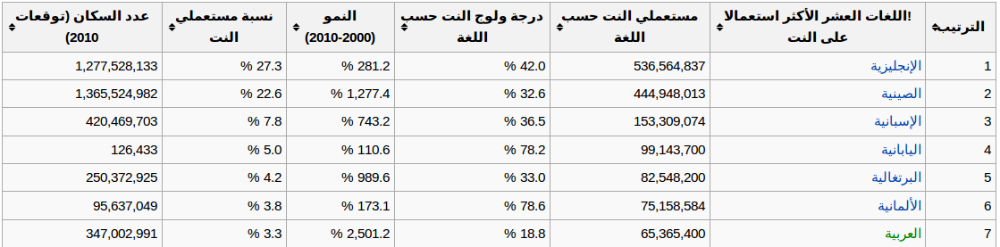 الترتيب !اللغات العشر الأكثر استعمالا على النت مستعملي النت حسب اللغة درجة ولوج النت حسب اللغة النمو (2000-2010) نسبة مستعملي النت عدد السكان (توقعات 2010)
1 الإنجليزية 536,564,837 42.0 % 281.2 % 27.3 % 1,277,528,133
2 الصينية 444,948,013 32.6 % 1,277.4 % 22.6 % 1,365,524,982
3 الإسبانية 153,309,074 36.5 % 743.2 % 7.8 % 420,469,703
4 اليابانية 99,143,700 78.2 % 110.6 % 5.0 % 126,433
5 البرتغالية 82,548,200 33.0 % 989.6 % 4.2 % 250,372,925
6 الألمانية 75,158,584 78.6 % 173.1 % 3.8 % 95,637,049
7 العربية 65,365,400 18.8 % 2,501.2 % 3.3 % 347,002,991